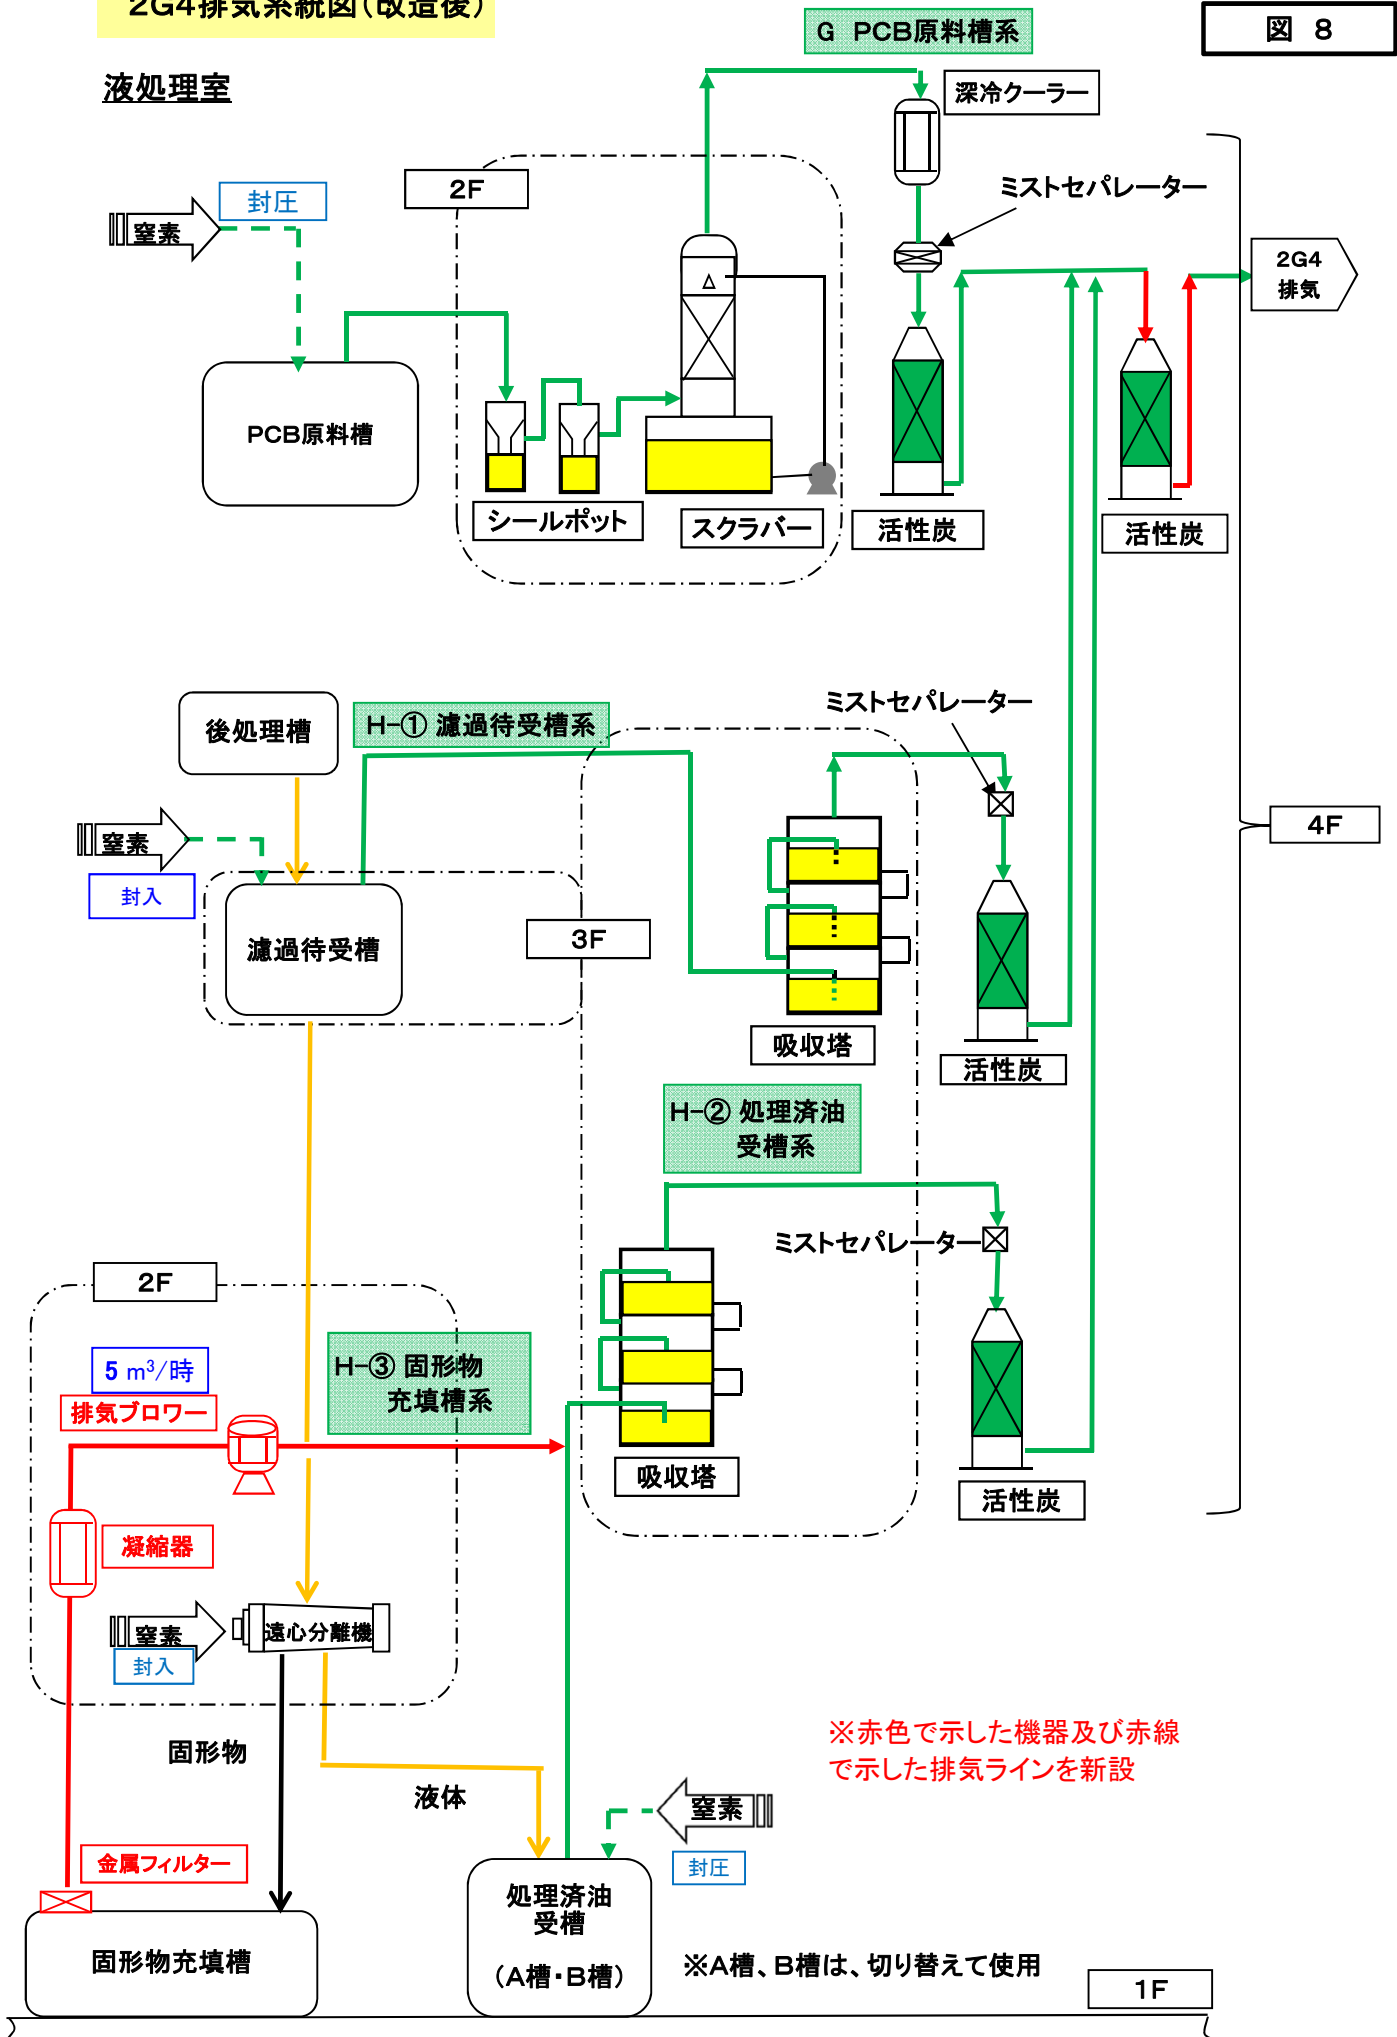 2G4排気系統図(改造後)
図　8
G　PCB原料槽系
液処理室
深冷クーラー
2F
封圧
ミストセパレーター
窒素
2G4
排気
PCB原料槽
シールポット
スクラバー
活性炭
活性炭
後処理槽
H-① 濾過待受槽系
ミストセパレーター
窒素
封入
4F
濾過待受槽
3F
吸収塔
活性炭
H-② 処理済油
受槽系
ミストセパレーター
2F
5 m³/時
排気ブロワー
H-③ 固形物
充填槽系
吸収塔
活性炭
凝縮器
窒素
封入
遠心分離機
※赤色で示した機器及び赤線
で示した排気ラインを新設
固形物
液体
窒素
封圧
金属フィルター
処理済油
受槽
(A槽・B槽)
固形物充填槽
※A槽、B槽は、切り替えて使用
1F